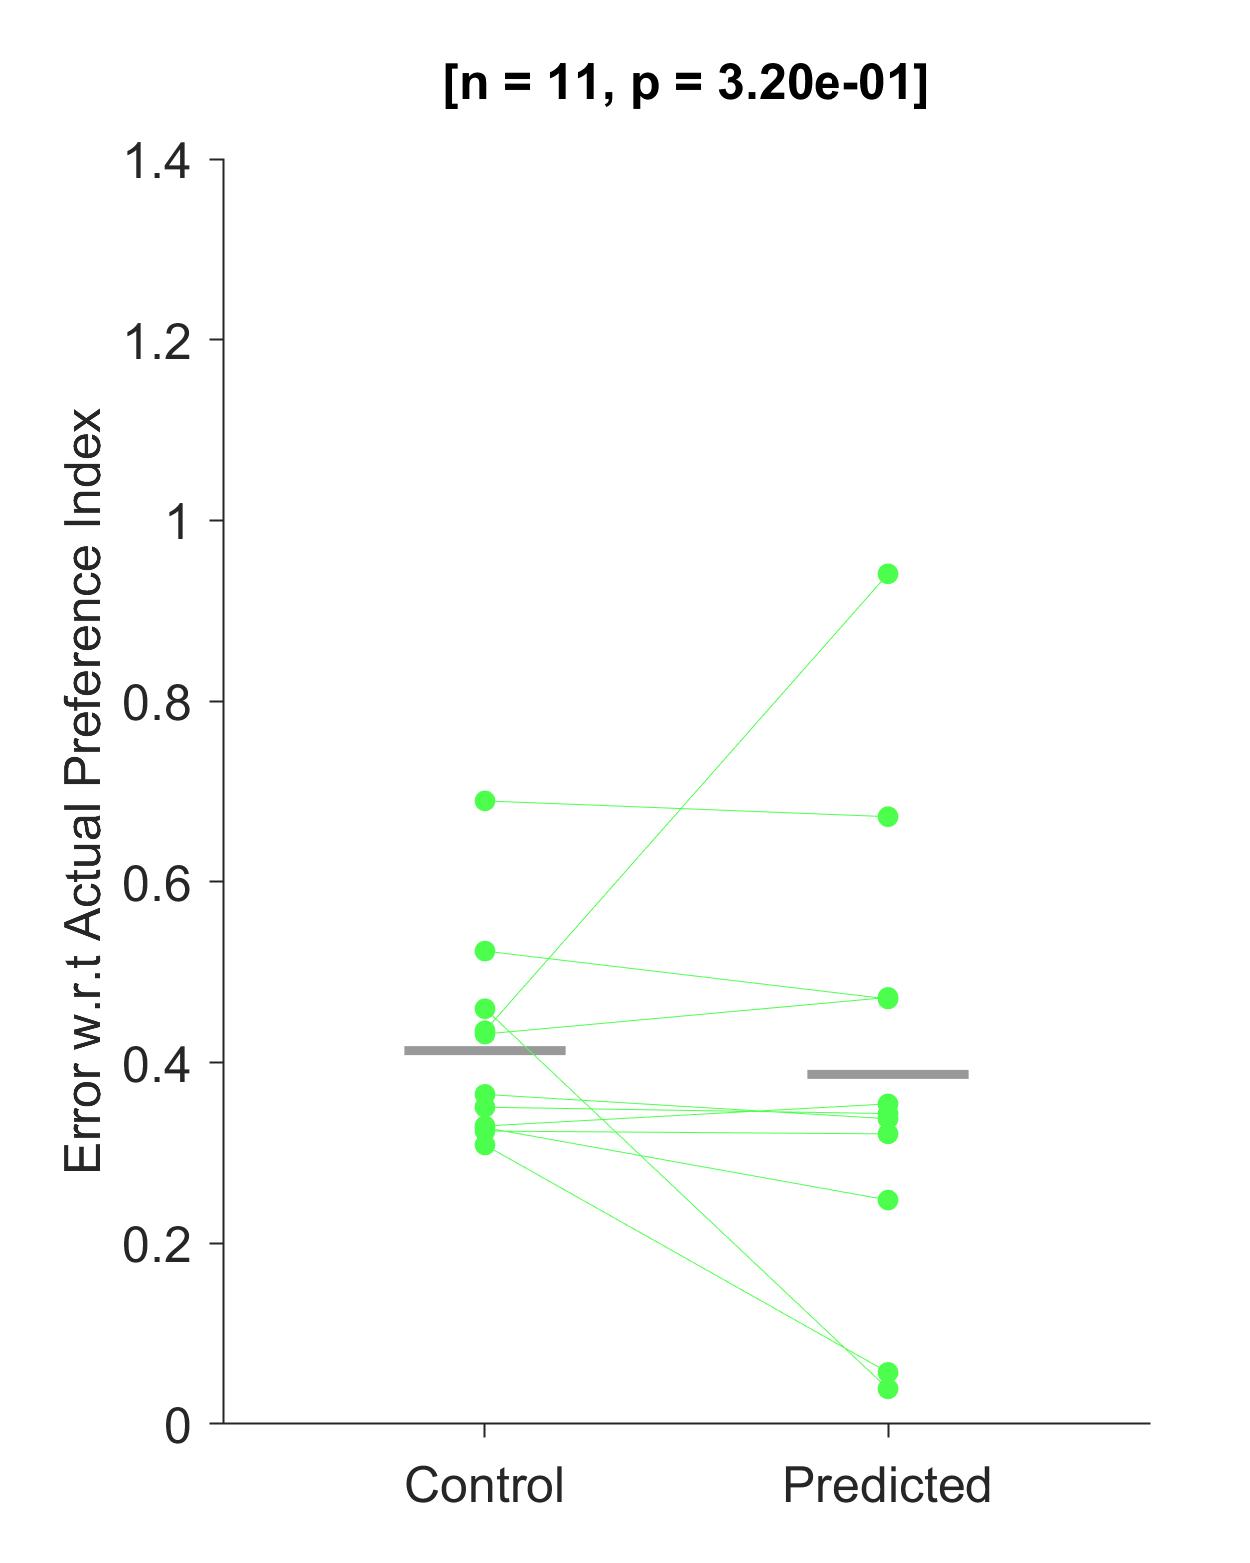 [n = 11, p = 3.20e-01]
1.4
1.2
1
0.8
0.6
0.4
0.2
0
Error w.r.t Actual Preference Index
Control
Predicted